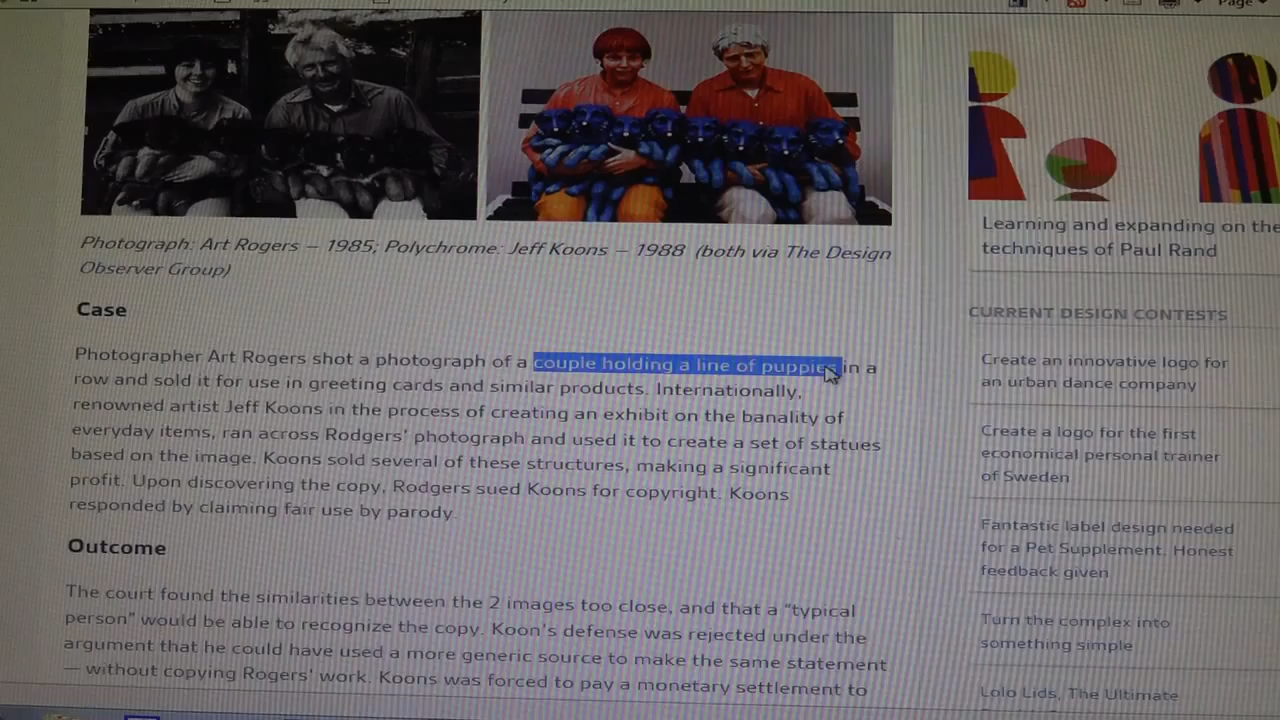 Page
Photograph: Art Rogers – 1985; Polychrome: Jeff Koons – 1988 (both via The Design
Observer Group)
Case
Photographer Art Rogers shot a photograph of a couple holding a line of puppies in a
row and sold it for use in greeting cards and similar products. Internationally,
renowned artist Jeff Koons in the process of creating an exhibit on the banality of
everyday items, ran across Rodgers' photograph and used it to create a set of statues
based on the image. Koons sold several of these structures, making a significant
profit. Upon discovering the copy, Rodgers sued Koons for copyright. Koons
responded by claiming fair use by parody.
Outcome
The court found the similarities between the 2 images too close, and that a “typical
person” would be able to recognize the copy. Koon's defense was rejected under the
argument that he could have used a more generic source to make the same statement
— without copying Rogers' work. Koons was forced to pay a monetary settlement to
Learning and expanding on the
techniques of Paul Rand
CURRENT DESIGN CONTESTS
Create an innovative logo for
an urban dance company
Create a logo for the first
economical personal trainer
of Sweden
Fantastic label design needed
for a Pet Supplement. Honest
feedback given
Turn the complex into
something simple
Lolo Lids, The Ultimate